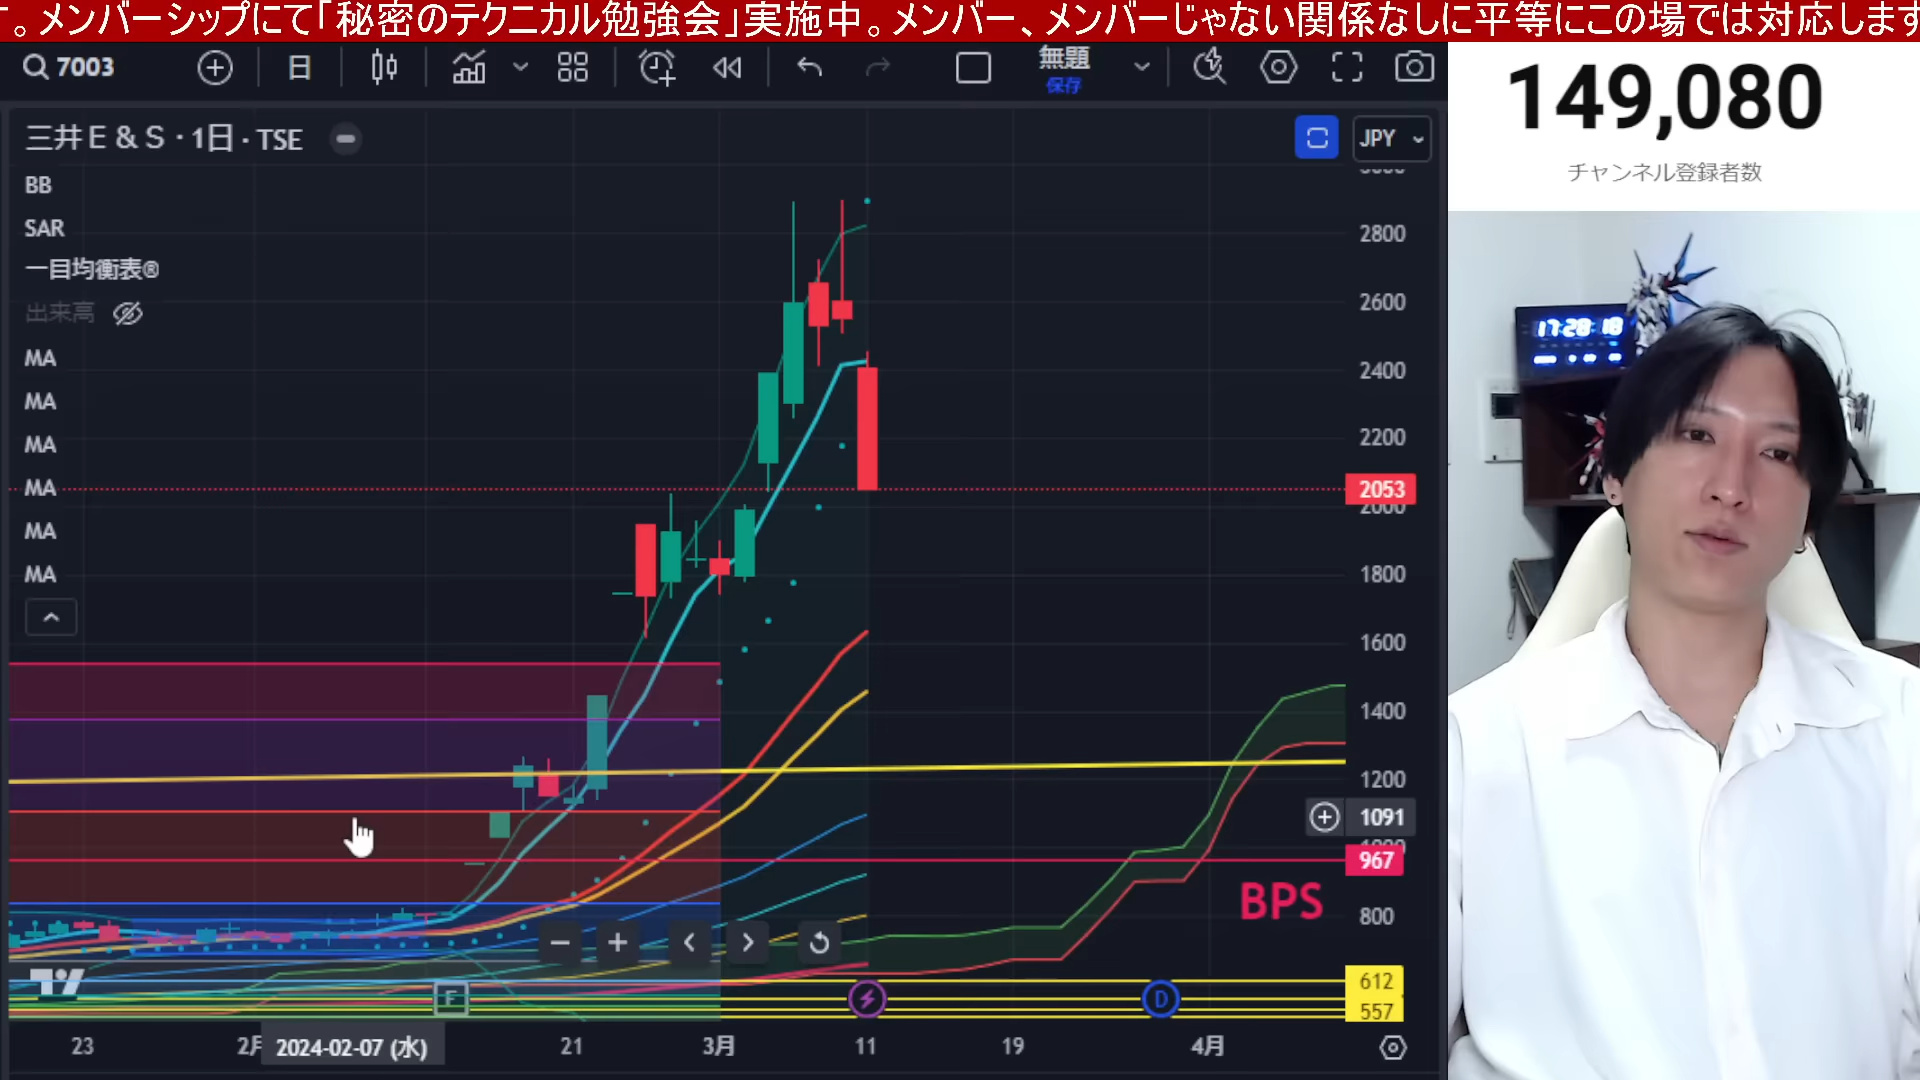 。メンバーシップにて「秘密のテクニカル勉強会」実施中。メンバー、メンバーじゃない関係なしに平等にこの場では対応します
7003
日
無題
保存
149,080
チャンネル登録者数
三井E&S・1日・TSE
JPY
BB
SAR
一目均衡表®
出来高
MA
MA
MA
MA
MA
MA
2800
2600
2400
2200
2053
2000
1800
1600
1400
1200
1091
967
BPS
800
612
557
F
D
23
2月
2024-02-07 (水)
21
3月
11
19
4月
17:28:18